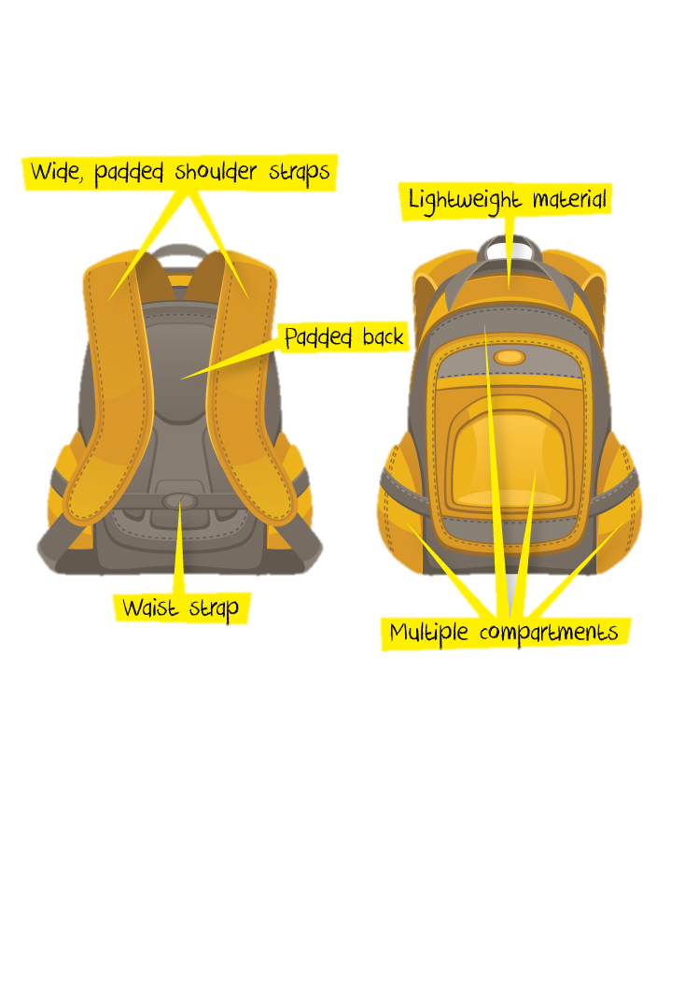 Wide, padded shoulder straps
Lightweight material
Padded back
Waist strap
Multiple compartments